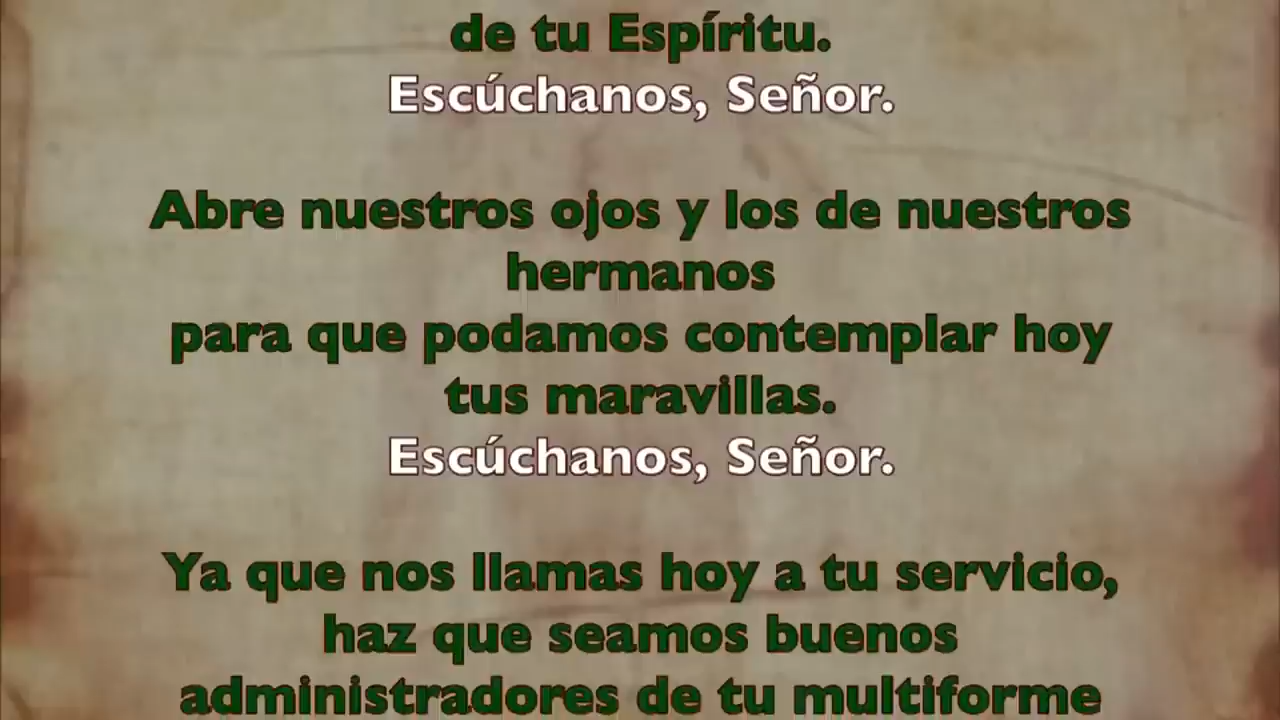 de tu Espíritu.
Escúchanos, Señor.
Abre nuestros ojos y los de nuestros
hermanos
para que podamos contemplar hoy
tus maravillas.
Escúchanos, Señor.
Ya que nos llamas hoy a tu servicio,
haz que seamos buenos
administradores de tu multiforme